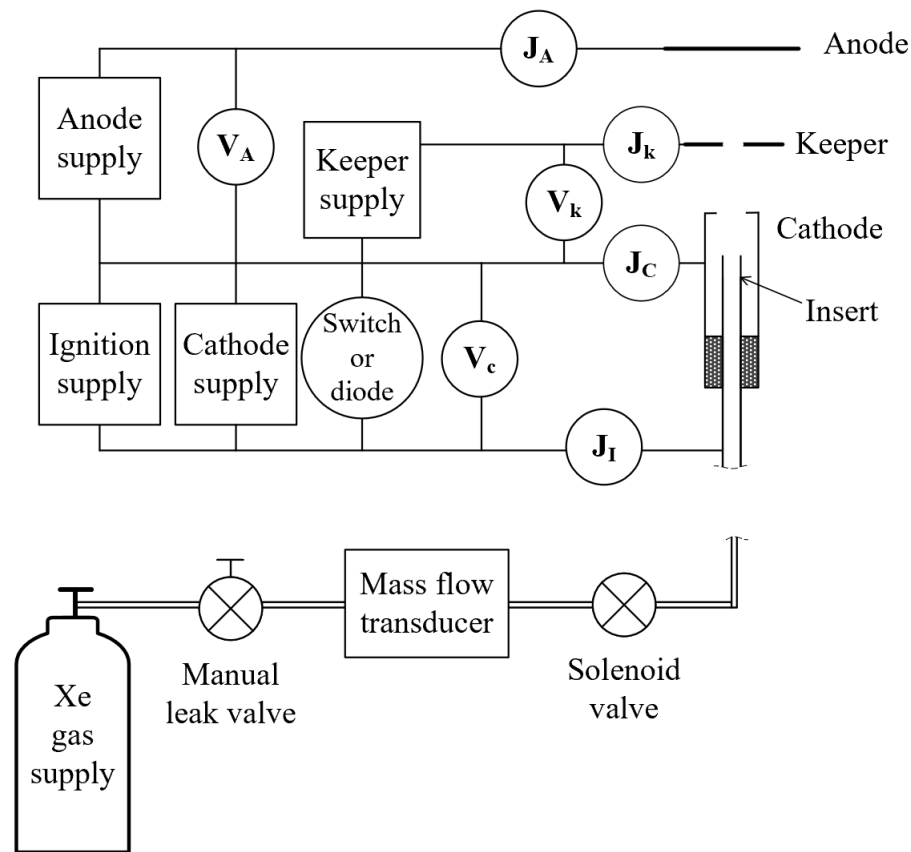 J_A
Anode
Anode
supply
V_A
Keeper
supply
J_k
Keeper
V_k
Cathode
J_C
Insert
Ignition
supply
Cathode
supply
Switch
or
diode
V_c
J_I
Mass flow
transducer
Manual
leak valve
Solenoid
valve
Xe
gas
supply